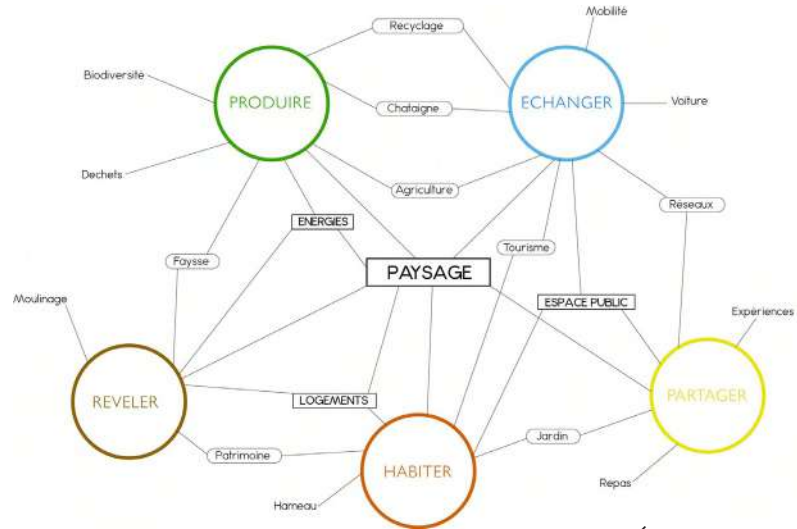 Mobilité
Recyclage
Biodiversité
PRODUIRE
ECHANGER
Chataigne
Voiture
Dechets
Agriculture
Réseaux
ENERGIES
Tourisme
Faysse
PAYSAGE
Moulinage
ESPACE PUBLIC
Expériences
REVELER
LOGEMENTS
PARTAGER
Jardin
Patrimoine
HABITER
Repas
Hameau